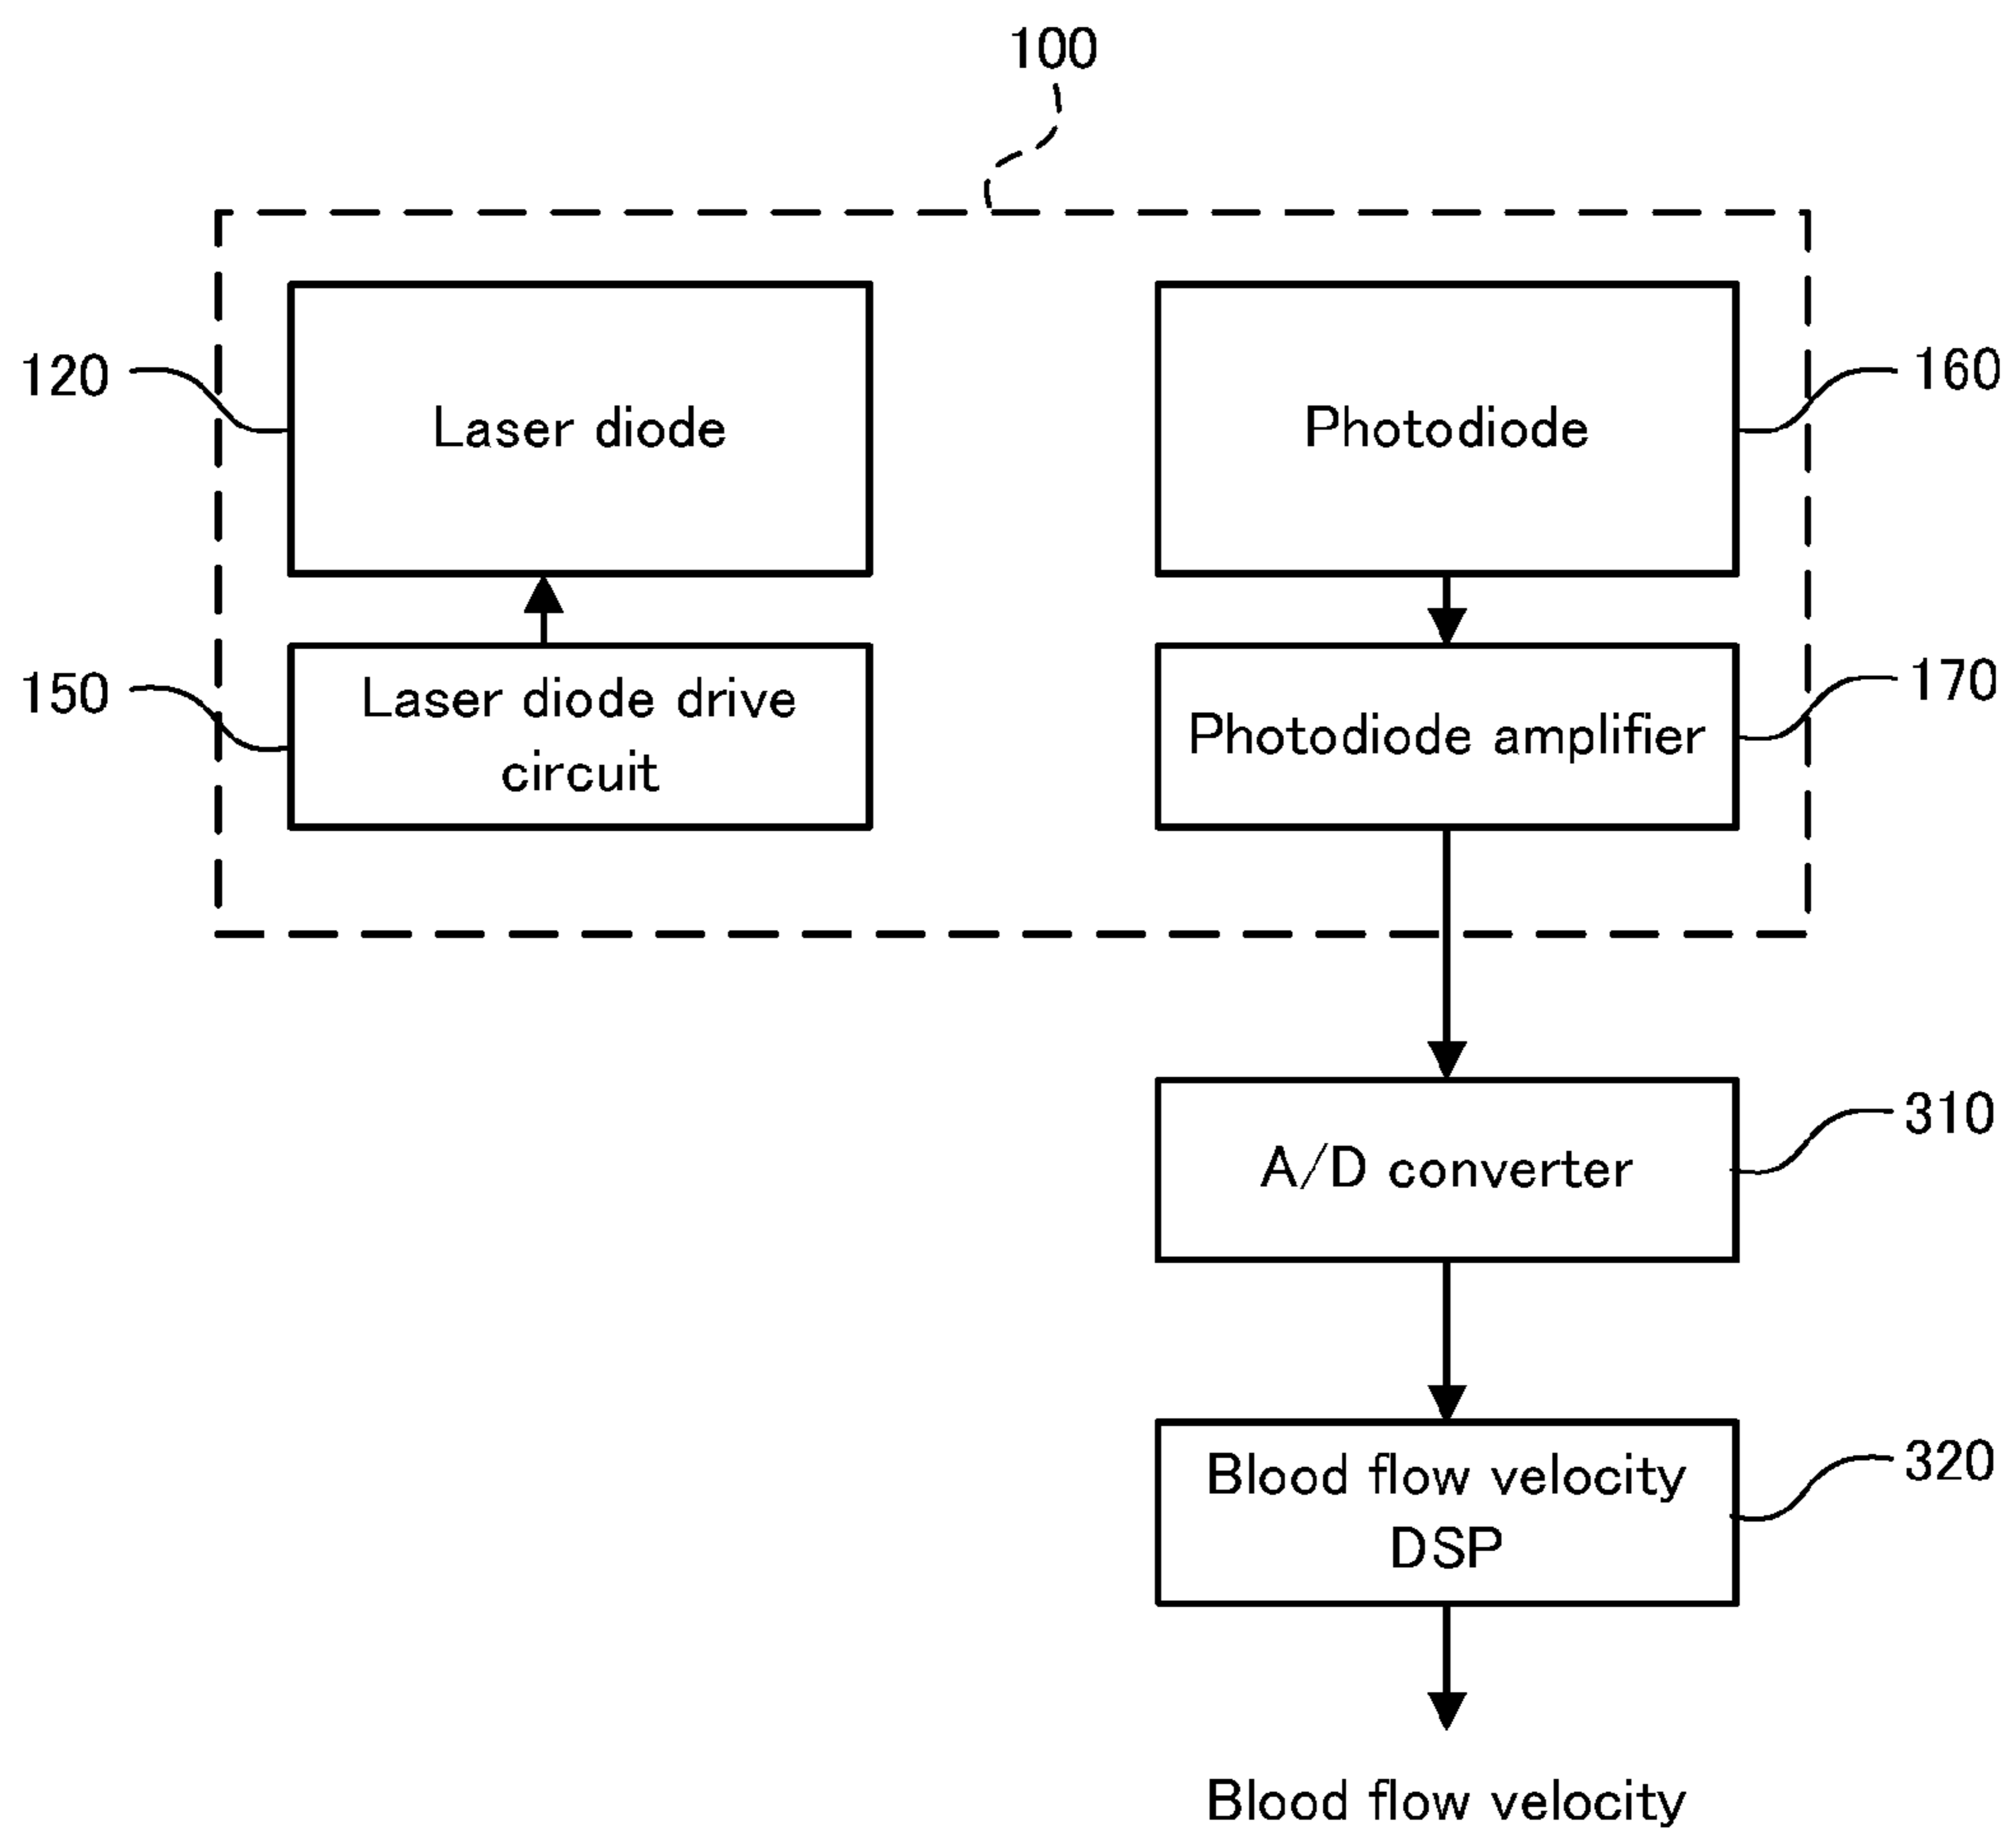 100
120
Laser diode
Photodiode
160
150
Laser diode drive
circuit
Photodiode amplifier
170
A/D converter
310
Blood flow velocity
DSP
320
Blood flow velocity